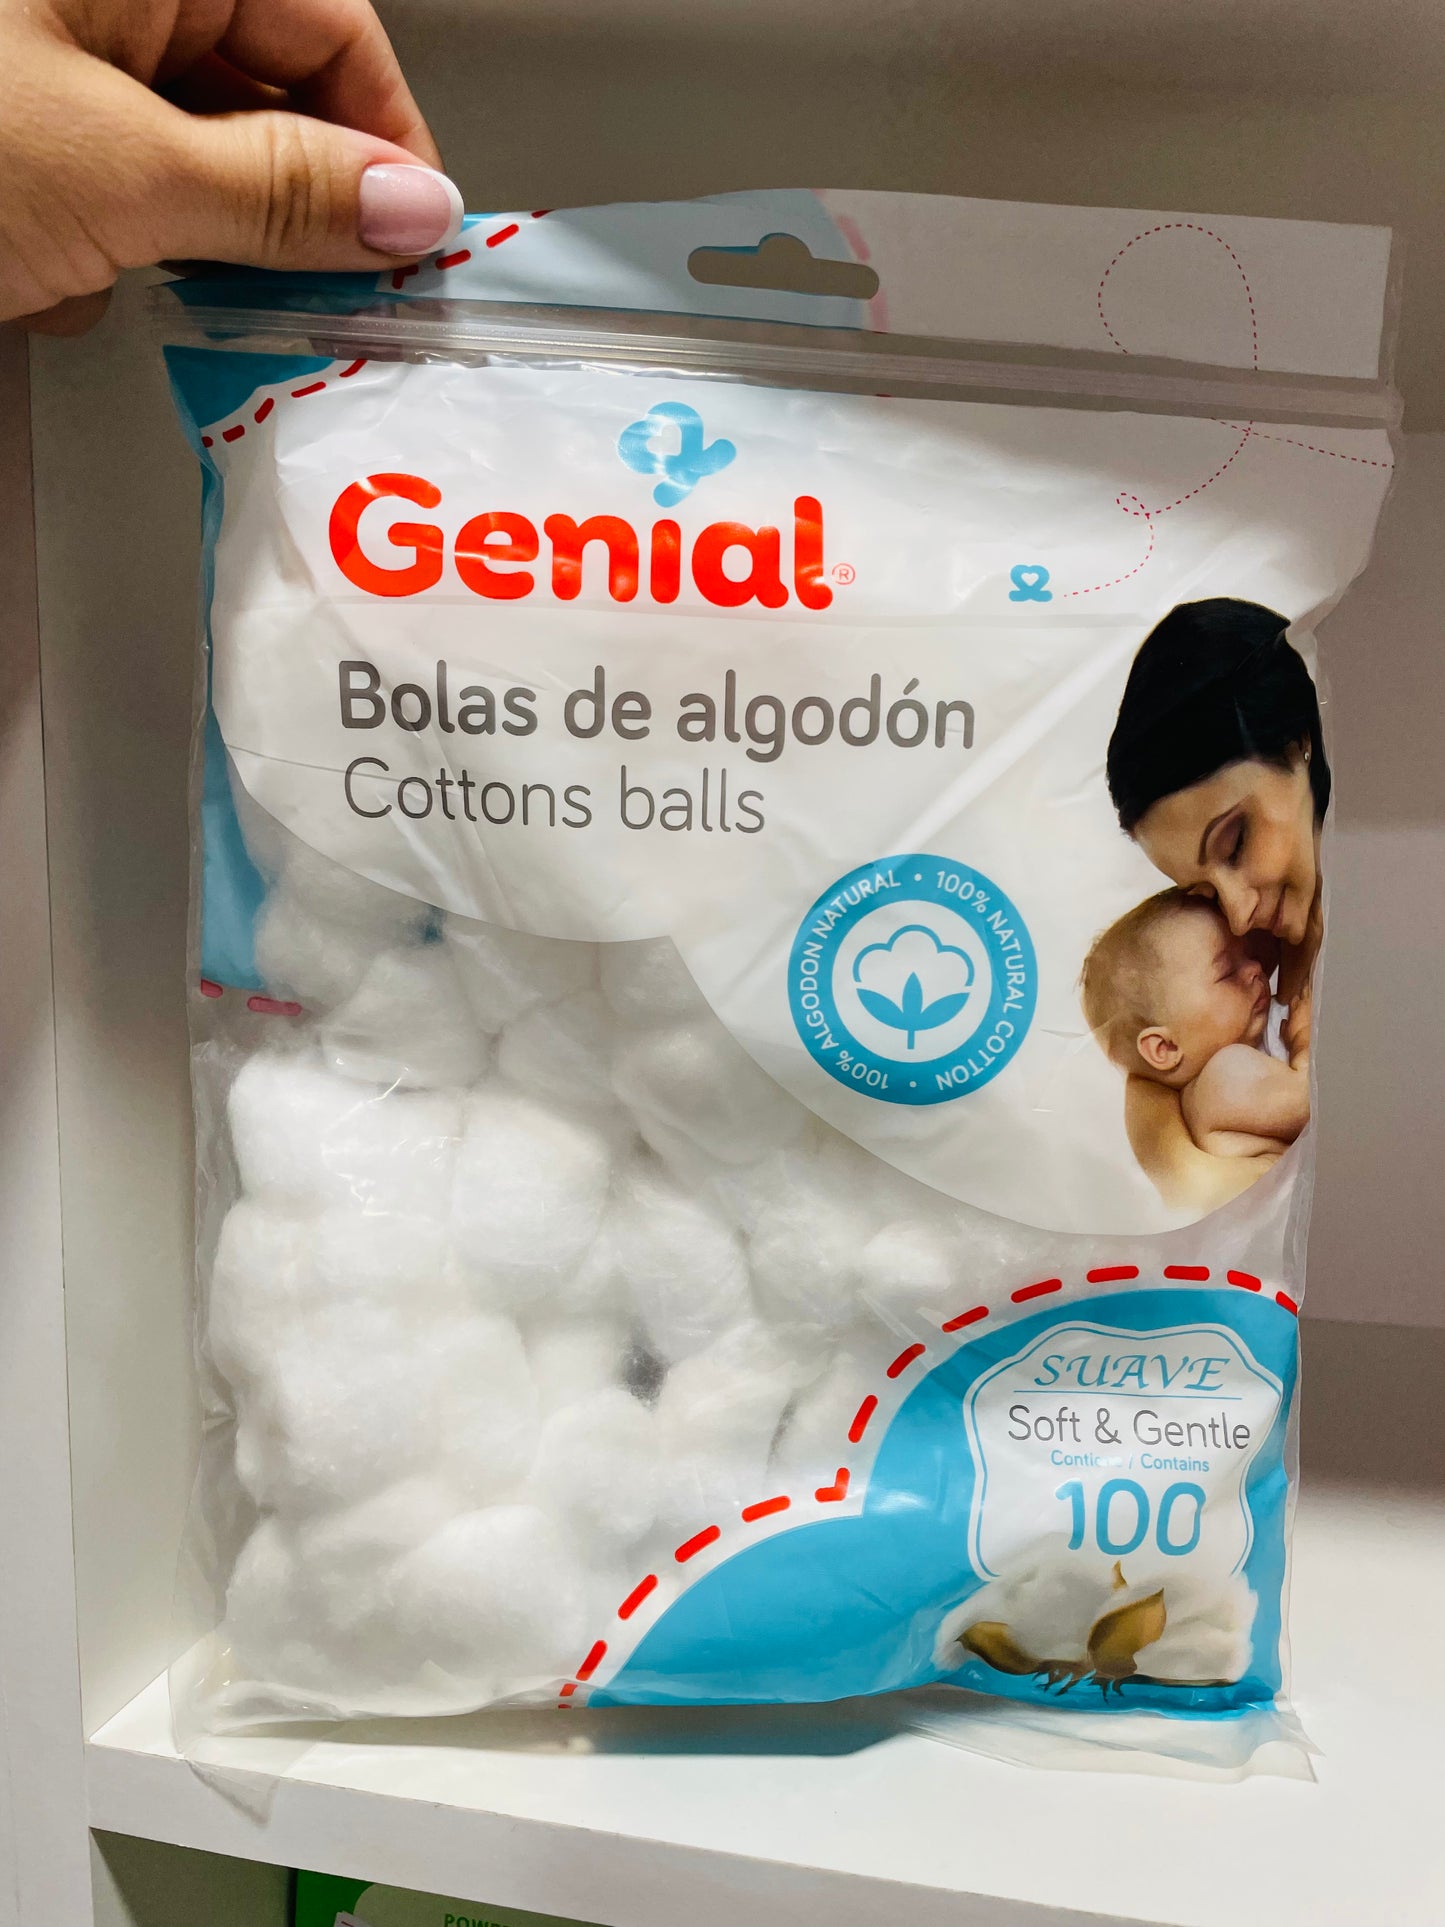 Genial®
Bolas de algodón
Cottons balls
100% ALGODON NATURAL • 100% NATURAL COTTON •
SUAVE
Soft & Gentle
/ Contains
100